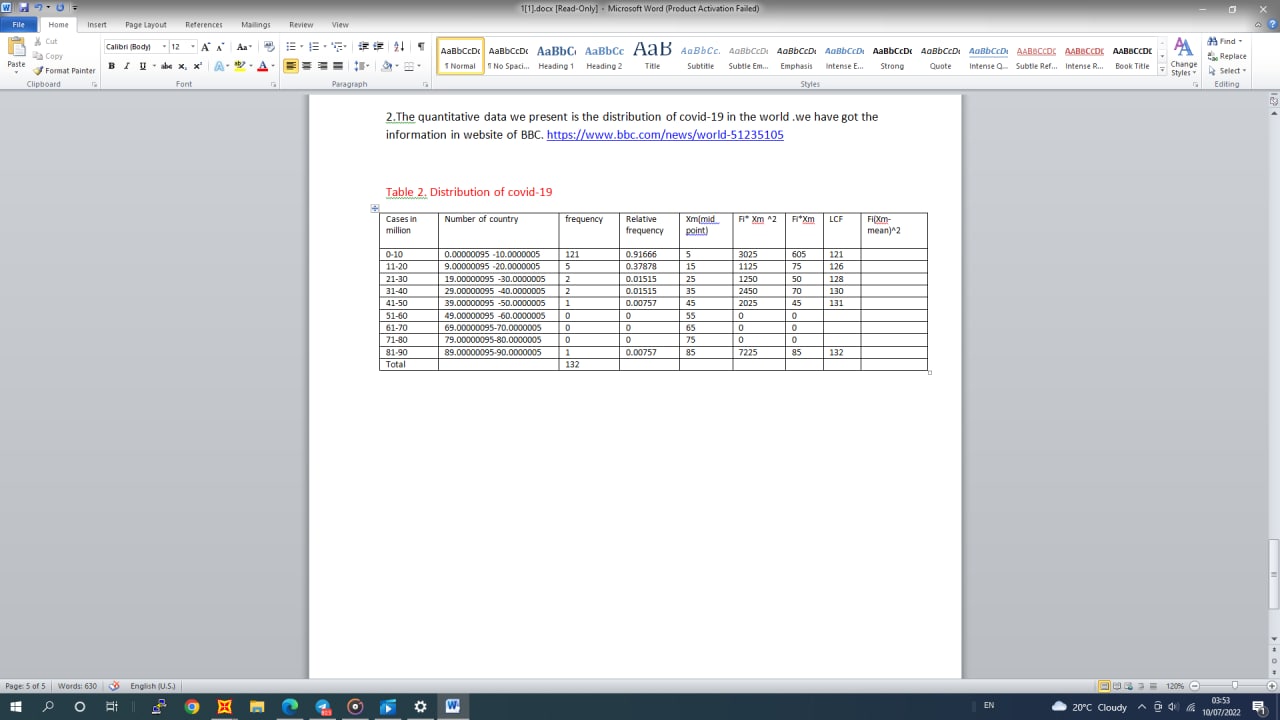 1[1].docx [Read-Only] - Microsoft Word (Product Activation Failed)
File Home Insert Page Layout References Mailings Review View
Paste
Cut
Copy
Format Painter
Clipboard
Calibri (Body) 12
Font
Paragraph
AaBbCcDc ¶ Normal
AaBbCcDc ¶ No Spaci...
AaBbC Heading 1
AaBbCc Heading 2
AaB Title
AaBbCc. Subtitle
AaBbCcDc Subtle Em...
AaBbCcDc Emphasis
AaBbCcDc Intense E...
AaBbCcDc Strong
AaBbCcDc Quote
AaBbCcDc Intense Q...
AaBbCcDc Subtle Ref...
AaBbCcDc Intense R...
AaBbCcDc Book Title
Change Styles
Styles
Find
Replace
Select
Editing
2.The quantitative data we present is the distribution of covid-19 in the world .we have got the
information in website of BBC. https://www.bbc.com/news/world-51235105
Table 2. Distribution of covid-19
Cases in million | Number of country | frequency | Relative frequency | Xm(mid point) | Fi* Xm ^2 | Fi*Xm | LCF | Fi(Xm-mean)^2
0-10 | 0.00000095 -10.0000005 | 121 | 0.91666 | 5 | 3025 | 605 | 121
11-20 | 9.00000095 -20.0000005 | 5 | 0.37878 | 15 | 1125 | 75 | 126
21-30 | 19.00000095 -30.0000005 | 2 | 0.01515 | 25 | 1250 | 50 | 128
31-40 | 29.00000095 -40.0000005 | 2 | 0.01515 | 35 | 2450 | 70 | 130
41-50 | 39.00000095 -50.0000005 | 1 | 0.00757 | 45 | 2025 | 45 | 131
51-60 | 49.00000095 -60.0000005 | 0 | 0 | 55 | 0 | 0
61-70 | 69.00000095-70.0000005 | 0 | 0 | 65 | 0 | 0
71-80 | 79.00000095-80.0000005 | 0 | 0 | 75 | 0 | 0
81-90 | 89.00000095-90.0000005 | 1 | 0.00757 | 85 | 7225 | 85 | 132
Total | 132
Page: 5 of 5 Words: 630 English (U.S.) 120%
20°C Cloudy EN 03:53
10/07/2022